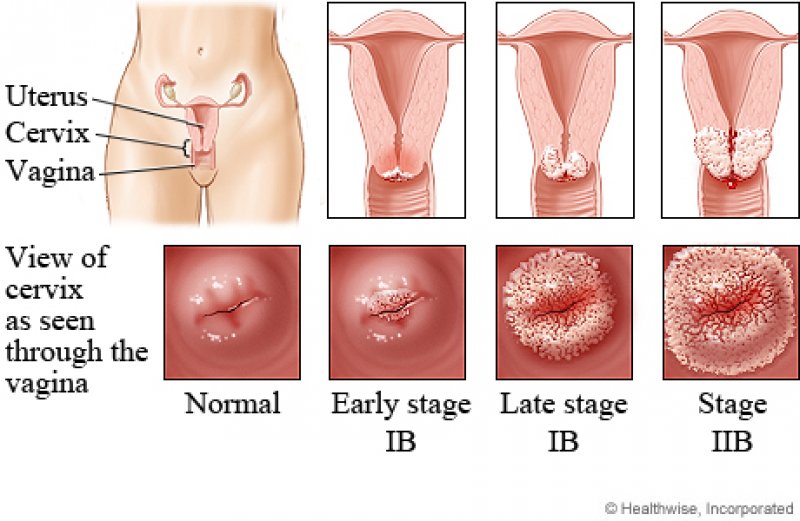 Uterus
Cervix
Vagina
View of
cervix
as seen
through the
vagina
Normal
Early stage
IB
Late stage
IB
Stage
IIB
© Healthwise, Incorporated